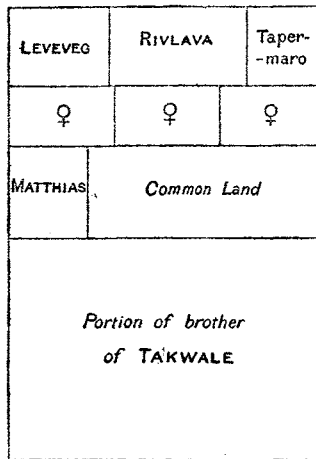 LEVEVEG RIVLAVA Taper-
-maro
♀ ♀ ♀
MATTHIAS Common Land
Portion of brother
of TAKWALE